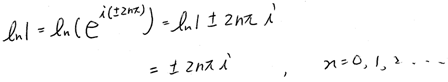 ln1 = ln(e^{i(±2nπ)}) = ln1 ± 2nπ i
= ± 2nπ i , n = 0, 1, 2 ...